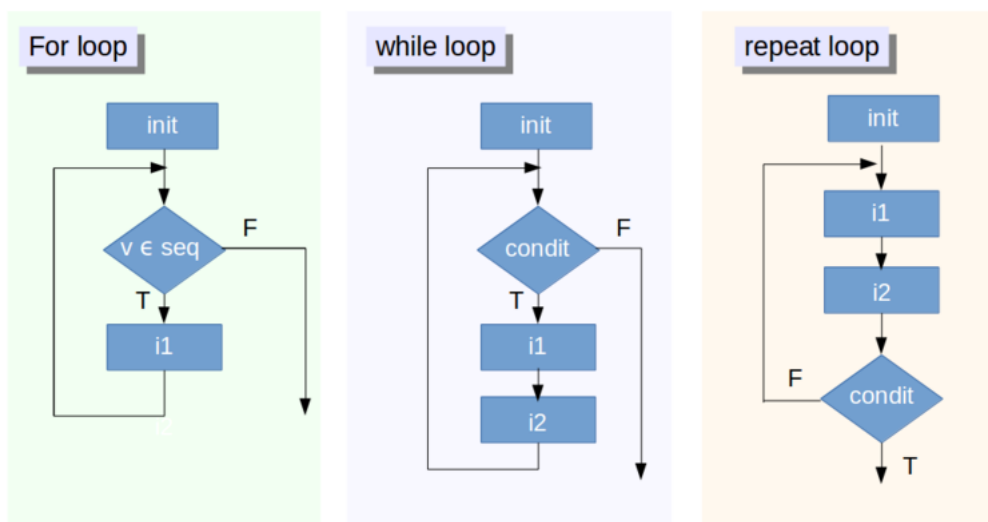 For loop
init
v ϵ seq
F
T
i1
while loop
init
condit
F
T
i1
i2
repeat loop
init
i1
i2
F
condit
T